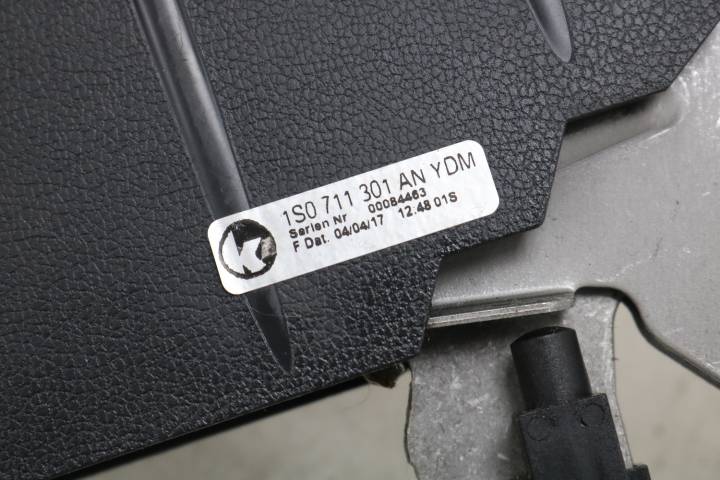 K
1S0 711 301 AN YDM
Serien Nr 00084463
F Dat. 04/04/17 12:48 01S